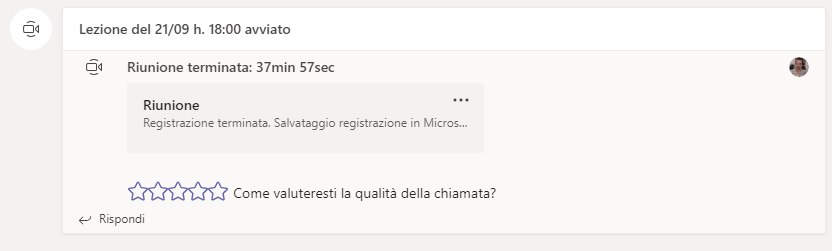 Lezione del 21/09 h. 18:00 avviato
Riunione terminata: 37min 57sec
Riunione
Registrazione terminata. Salvataggio registrazione in Micros...
Come valuteresti la qualità della chiamata?
Rispondi